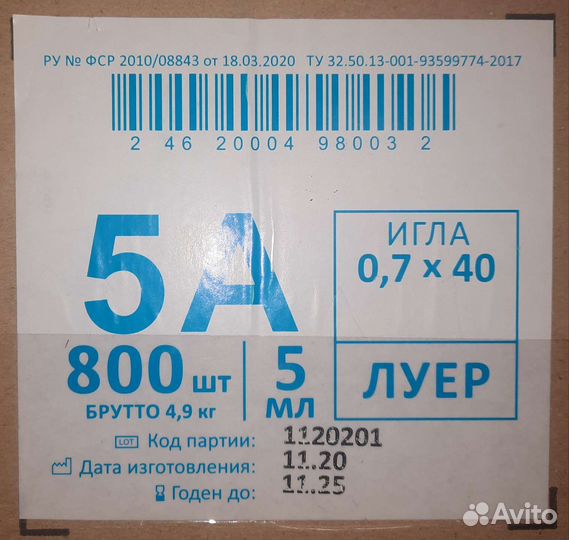 РУ № ФСР 2010/08843 от 18.03.2020 ТУ 32.50.13-001-93599774-2017
2 46 20004 98003 2
5А
ИГЛА
0,7 x 40
800 шт
БРУТТО 4,9 кг
5
МЛ
ЛУЕР
LOT Код партии: 1120201
Дата изготовления: 11.20
Годен до: 11.25
Avito